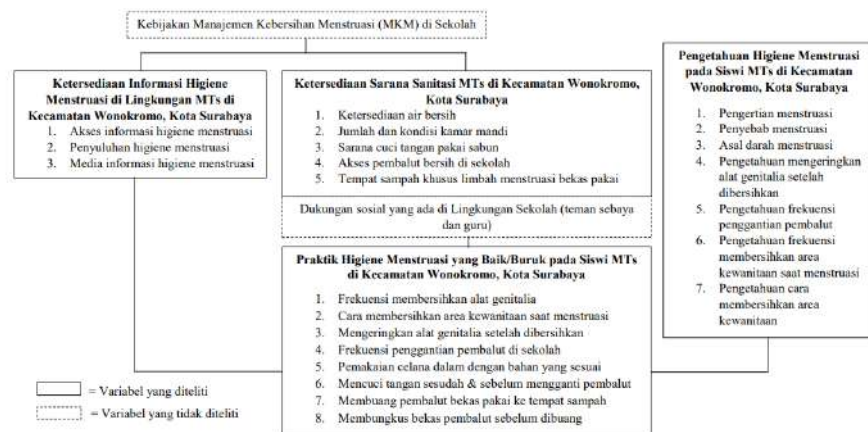 Kebijakan Manajemen Kebersihan Menstruasi (MKM) di Sekolah
Ketersediaan Informasi Higiene
Menstruasi di Lingkungan MTs di
Kecamatan Wonokromo, Kota Surabaya
1. Akses informasi higiene menstruasi
2. Penyuluhan higiene menstruasi
3. Media informasi higiene menstruasi
Ketersediaan Sarana Sanitasi MTs di Kecamatan Wonokromo,
Kota Surabaya
1. Ketersediaan air bersih
2. Jumlah dan kondisi kamar mandi
3. Sarana cuci tangan pakai sabun
4. Akses pembalut bersih di sekolah
5. Tempat sampah khusus limbah menstruasi bekas pakai
Dukungan sosial yang ada di Lingkungan Sekolah (teman sebaya
dan guru)
Praktik Higiene Menstruasi yang Baik/Buruk pada Siswi MTs
di Kecamatan Wonokromo, Kota Surabaya
1. Frekuensi membersihkan alat genitalia
2. Cara membersihkan area kewanitaan saat menstruasi
3. Mengeringkan alat genitalia setelah dibersihkan
4. Frekuensi penggantian pembalut di sekolah
5. Pemakaian celana dalam dengan bahan yang sesuai
6. Mencuci tangan sesudah & sebelum mengganti pembalut
7. Membuang pembalut bekas pakai ke tempat sampah
8. Membungkus bekas pembalut sebelum dibuang
Pengetahuan Higiene Menstruasi
pada Siswi MTs di Kecamatan
Wonokromo, Kota Surabaya
1. Pengertian menstruasi
2. Penyebab menstruasi
3. Asal darah menstruasi
4. Pengetahuan mengeringkan
alat genitalia setelah
dibersihkan
5. Pengetahuan frekuensi
penggantian pembalut
6. Pengetahuan frekuensi
membersihkan area
kewanitaan saat menstruasi
7. Pengetahuan cara
membersihkan area
kewanitaan
= Variabel yang diteliti
= Variabel yang tidak diteliti